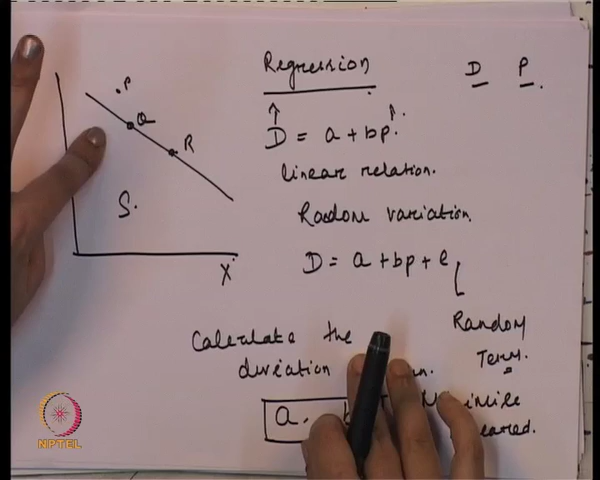 Regression
D P
D = a + bp.
linear relation.
Random variation.
D = a + bp + e
Random
Term.
Calculate the
deviation
a.
P
Q
R
S.
X
NPTEL